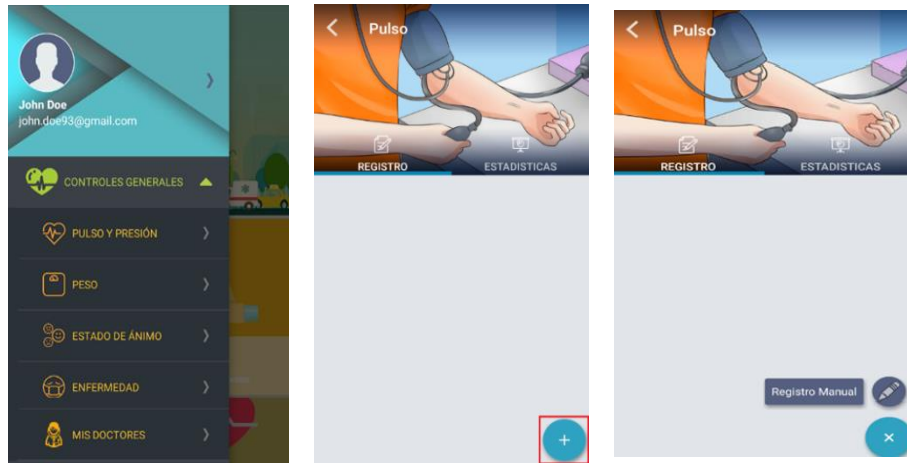 John Doe
john.doe93@gmail.com
CONTROLES GENERALES
PULSO Y PRESIÓN
PESO
ESTADO DE ÁNIMO
ENFERMEDAD
MIS DOCTORES
Pulso
REGISTRO ESTADISTICAS
Pulso
REGISTRO ESTADISTICAS
Registro Manual